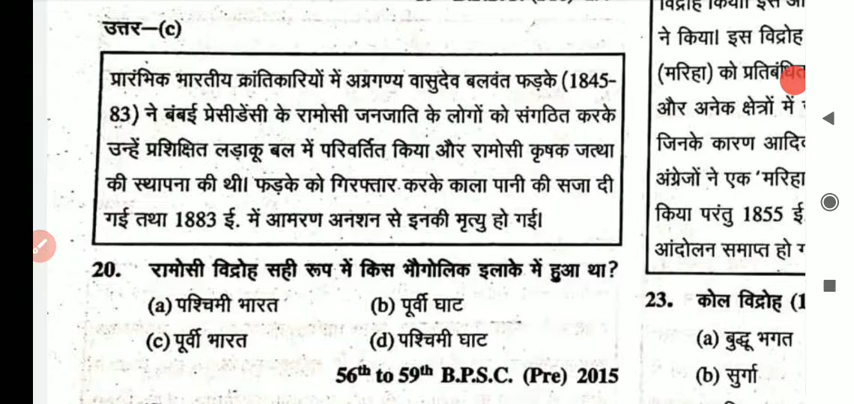 उत्तर–(c)
प्रारंभिक भारतीय क्रांतिकारियों में अग्रगण्य वासुदेव बलवंत फड़के (1845-
83) ने बंबई प्रेसीडेंसी के रामोसी जनजाति के लोगों को संगठित करके
उन्हें प्रशिक्षित लड़ाकू बल में परिवर्तित किया और रामोसी कृषक जत्था
की स्थापना की थी। फड़के को गिरफ्तार करके काला पानी की सजा दी
गई तथा 1883 ई. में आमरण अनशन से इनकी मृत्यु हो गई।
20. रामोसी विद्रोह सही रूप में किस भौगोलिक इलाके में हुआ था?
(a) पश्चिमी भारत (b) पूर्वी घाट
(c) पूर्वी भारत (d) पश्चिमी घाट
56th to 59th B.P.S.C. (Pre) 2015
विद्रोह किया। इस
ने किया। इस विद्रोह
(मरिहा) को प्रतिबंधित
और अनेक क्षेत्रों में
जिनके कारण
अंग्रेजों ने एक 'मरिहा
किया परंतु 1855 ई
आंदोलन समाप्त हो
23. कोल विद्रोह (1
(a) बुद्धू भगत
(b) सुर्गा